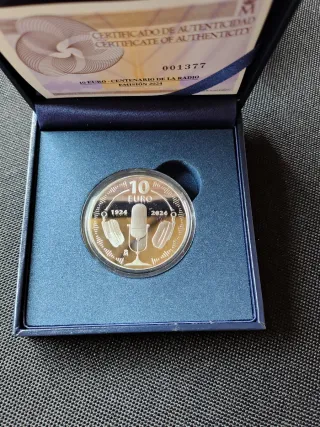 CERTIFICADO DE AUTENTICIDAD
CERTIFICATE OF AUTHENTICITY
10 EURO - CENTENARIO DE LA RADIO
EMISIÓN 2024
001377
10
EURO
1924 2024